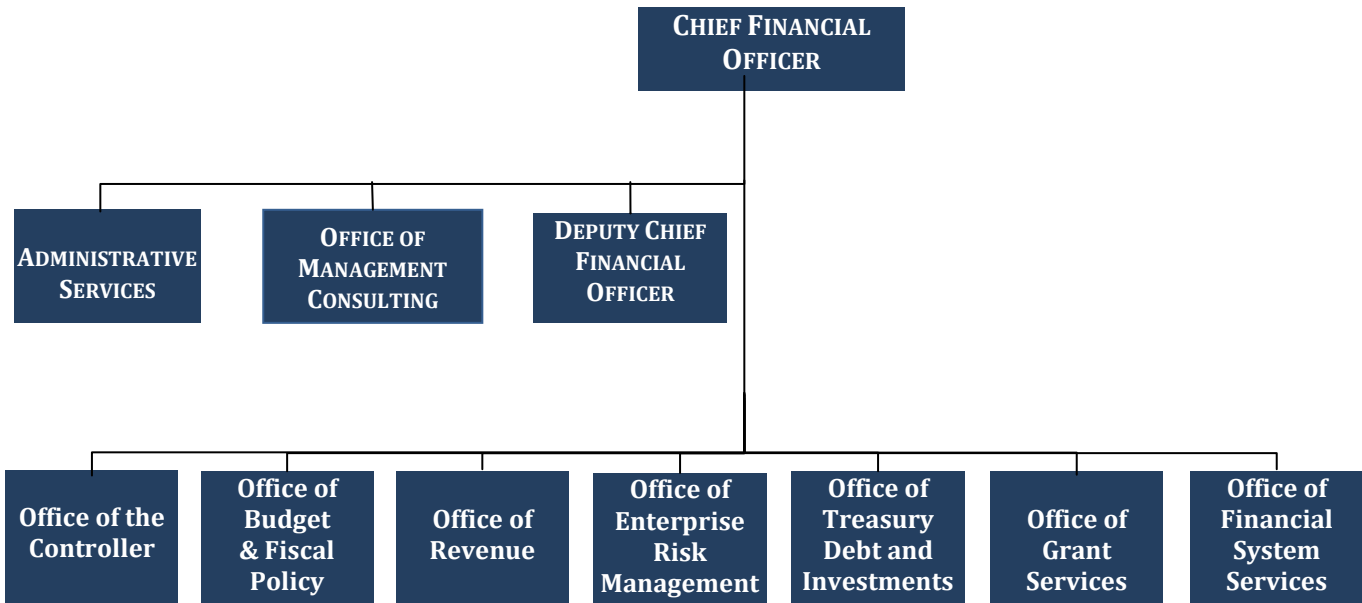 CHIEF FINANCIAL
OFFICER
ADMINISTRATIVE
SERVICES
OFFICE OF
MANAGEMENT
CONSULTING
DEPUTY CHIEF
FINANCIAL
OFFICER
Office of the
Controller
Office of
Budget
& Fiscal
Policy
Office of
Revenue
Office of
Enterprise
Risk
Management
Office of
Treasury
Debt and
Investments
Office of
Grant
Services
Office of
Financial
System
Services